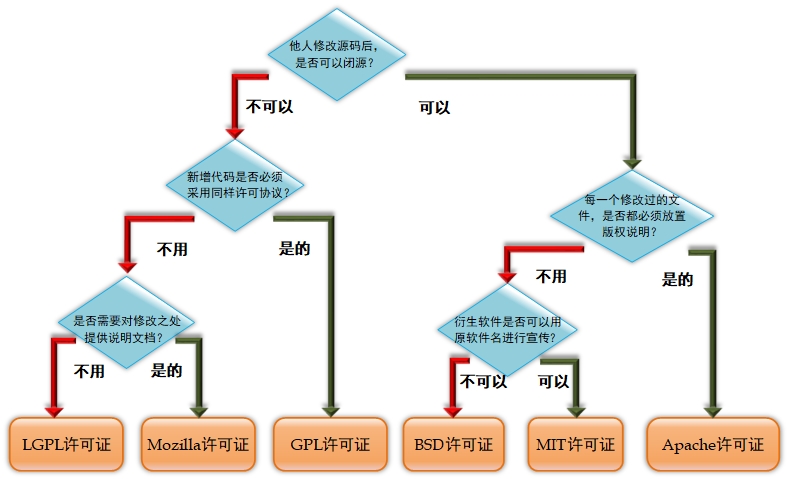 他人修改源码后，
是否可以闭源？
不可以
可以
新增代码是否必须
采用同样许可协议？
每一个修改过的文
件，是否都必须放置
版权说明？
不用
是的
不用
是的
是否需要对修改之处
提供说明文档？
衍生软件是否可以用
原软件名进行宣传？
不用
是的
不可以
可以
LGPL许可证
Mozilla许可证
GPL许可证
BSD许可证
MIT许可证
Apache许可证